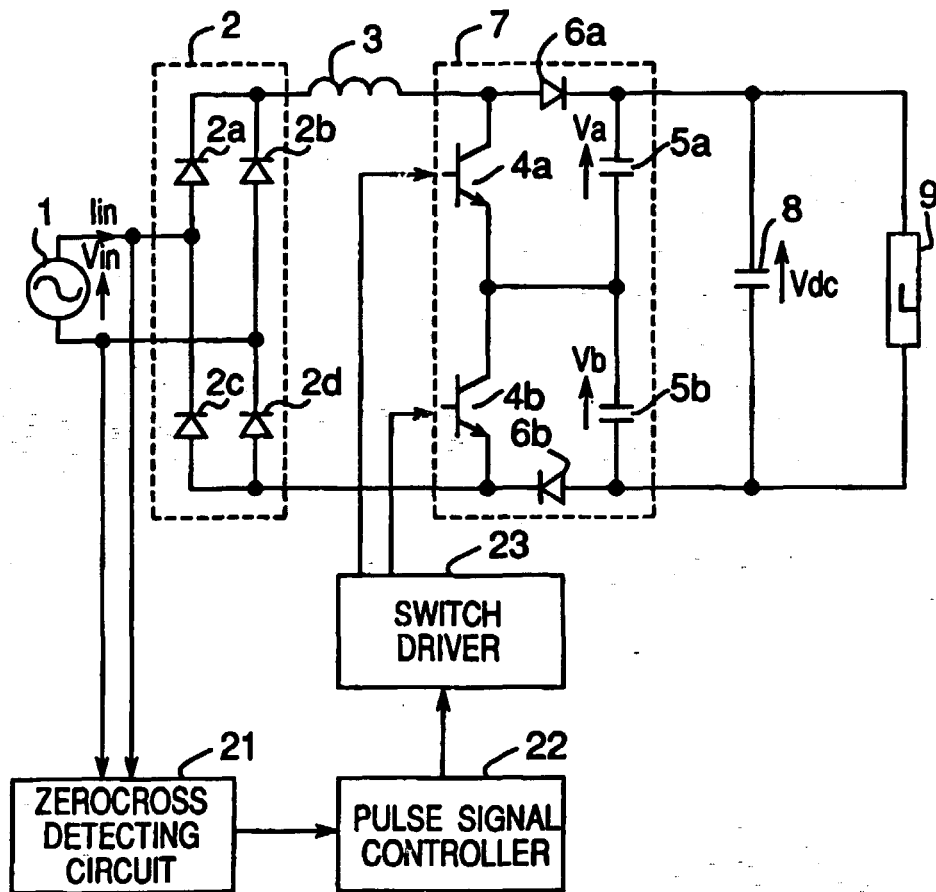 2
3
7
6a
2a
2b
Va
5a
4a
1
Iin
8
9
Vin
Vdc
2c
2d
Vb
4b
5b
6b
23
SWITCH
DRIVER
21
22
ZEROCROSS
DETECTING
CIRCUIT
PULSE SIGNAL
CONTROLLER